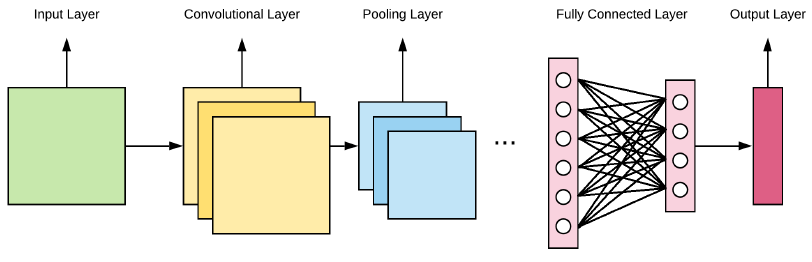 Input Layer
Convolutional Layer
Pooling Layer
Fully Connected Layer
Output Layer
...